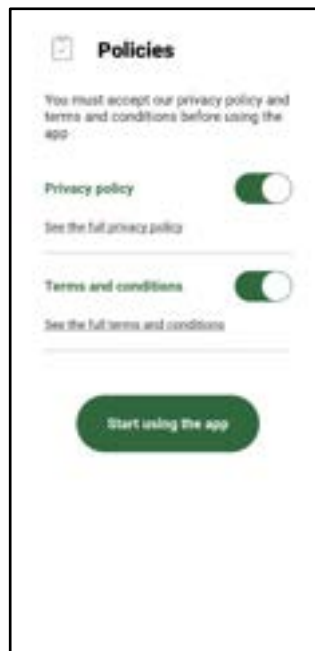 Policies
You must accept our privacy policy and
terms and conditions before using the
app
Privacy policy
See the full privacy policy
Terms and conditions
See the full terms and conditions
Start using the app